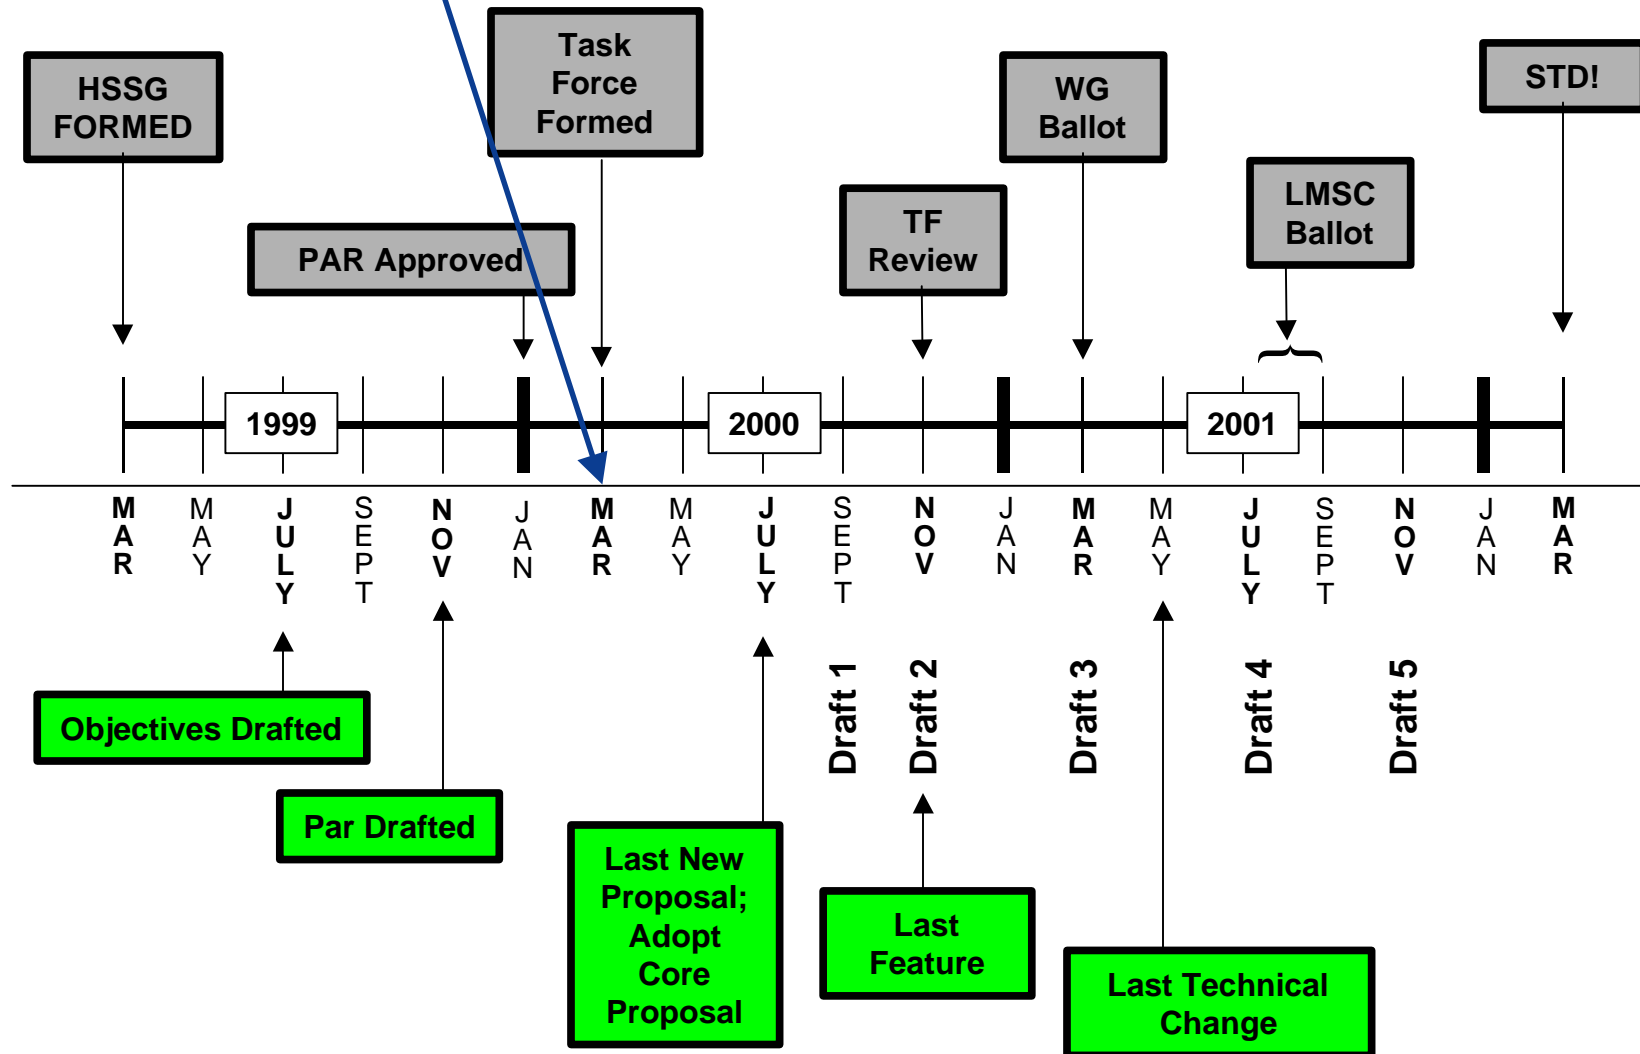 Task
Force
Formed
HSSG
FORMED
WG
Ballot
STD!
LMSC
Ballot
TF
Review
PAR Approved
1999
2000
2001
MAR
MAY
JULY
SEPT
NOV
JAN
MAR
MAY
JULY
SEPT
NOV
JAN
MAR
MAY
JULY
SEPT
NOV
JAN
MAR
Draft 1
Draft 2
Draft 3
Draft 4
Draft 5
Objectives Drafted
Par Drafted
Last New
Proposal;
Adopt
Core
Proposal
Last
Feature
Last Technical
Change